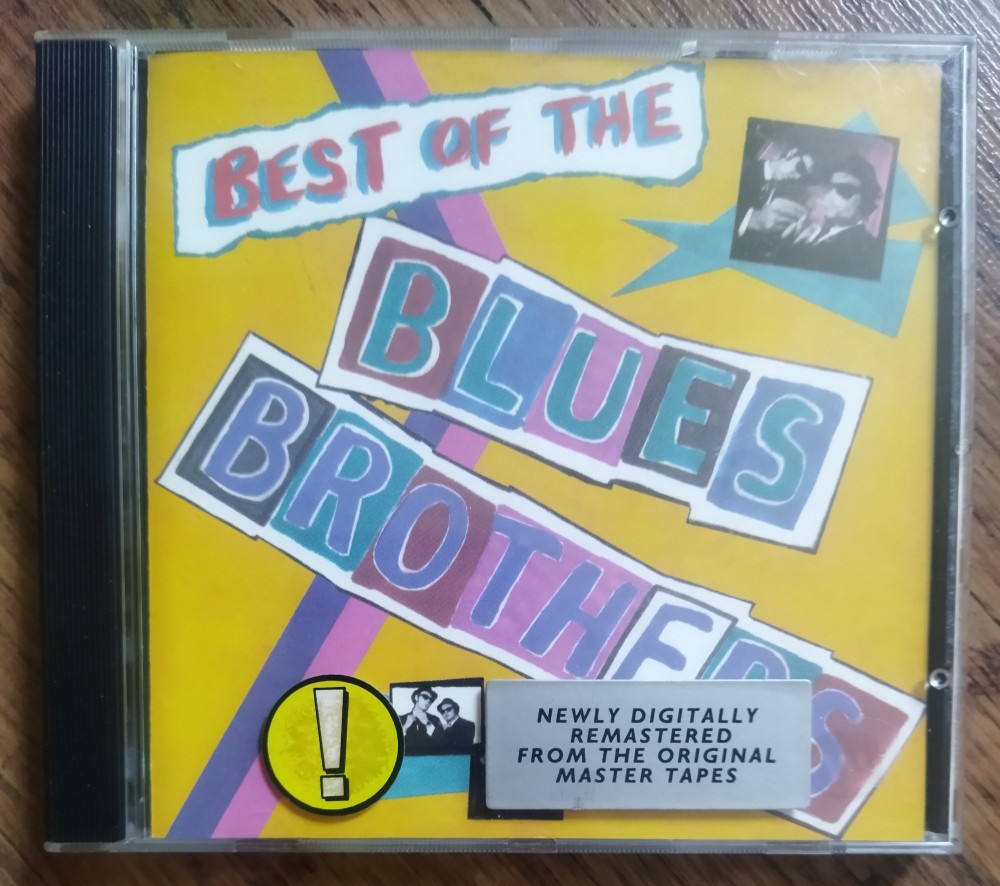 BEST OF THE
BLUES
BROTHERS
!
NEWLY DIGITALLY
REMASTERED
FROM THE ORIGINAL
MASTER TAPES